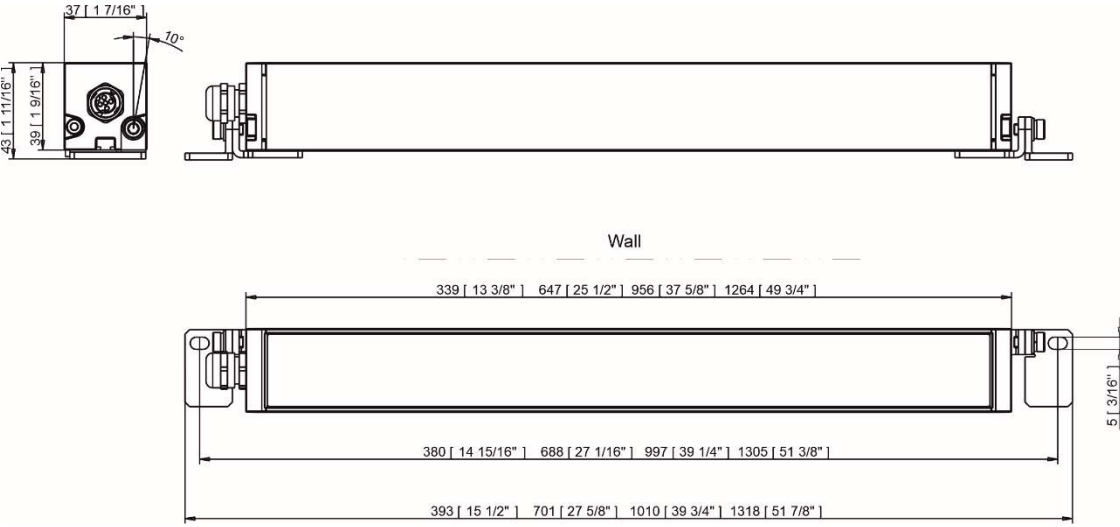 37 [ 1 7/16" ]
10°
43 [ 1 11/16" ]
39 [ 1 9/16" ]
Wall
339 [ 13 3/8" ] 647 [ 25 1/2" ] 956 [ 37 5/8" ] 1264 [ 49 3/4" ]
5 [ 3/16" ]
380 [ 14 15/16" ] 688 [ 27 1/16" ] 997 [ 39 1/4" ] 1305 [ 51 3/8" ]
393 [ 15 1/2" ] 701 [ 27 5/8" ] 1010 [ 39 3/4" ] 1318 [ 51 7/8" ]